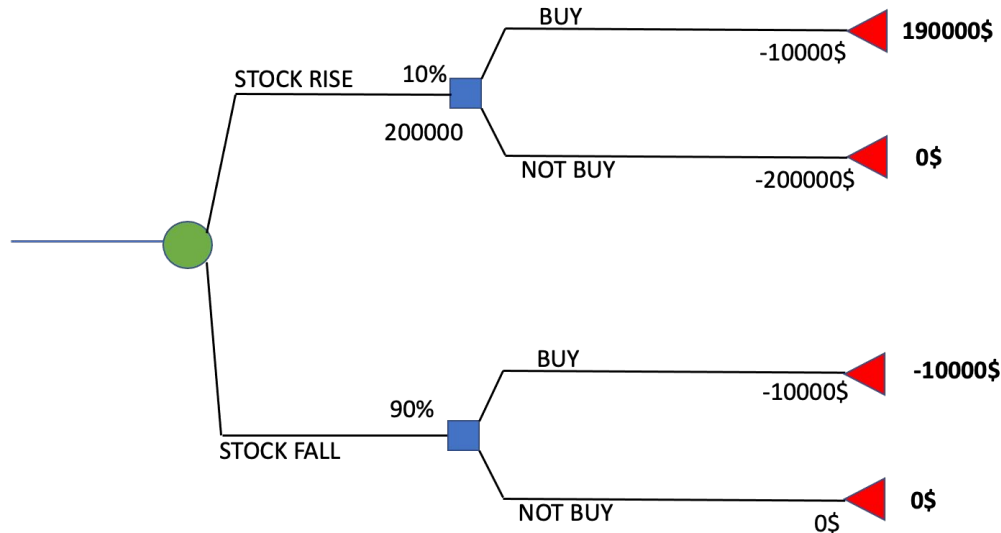 BUY
190000$
-10000$
10%
STOCK RISE
200000
0$
NOT BUY
-200000$
BUY
-10000$
-10000$
90%
STOCK FALL
0$
NOT BUY
0$